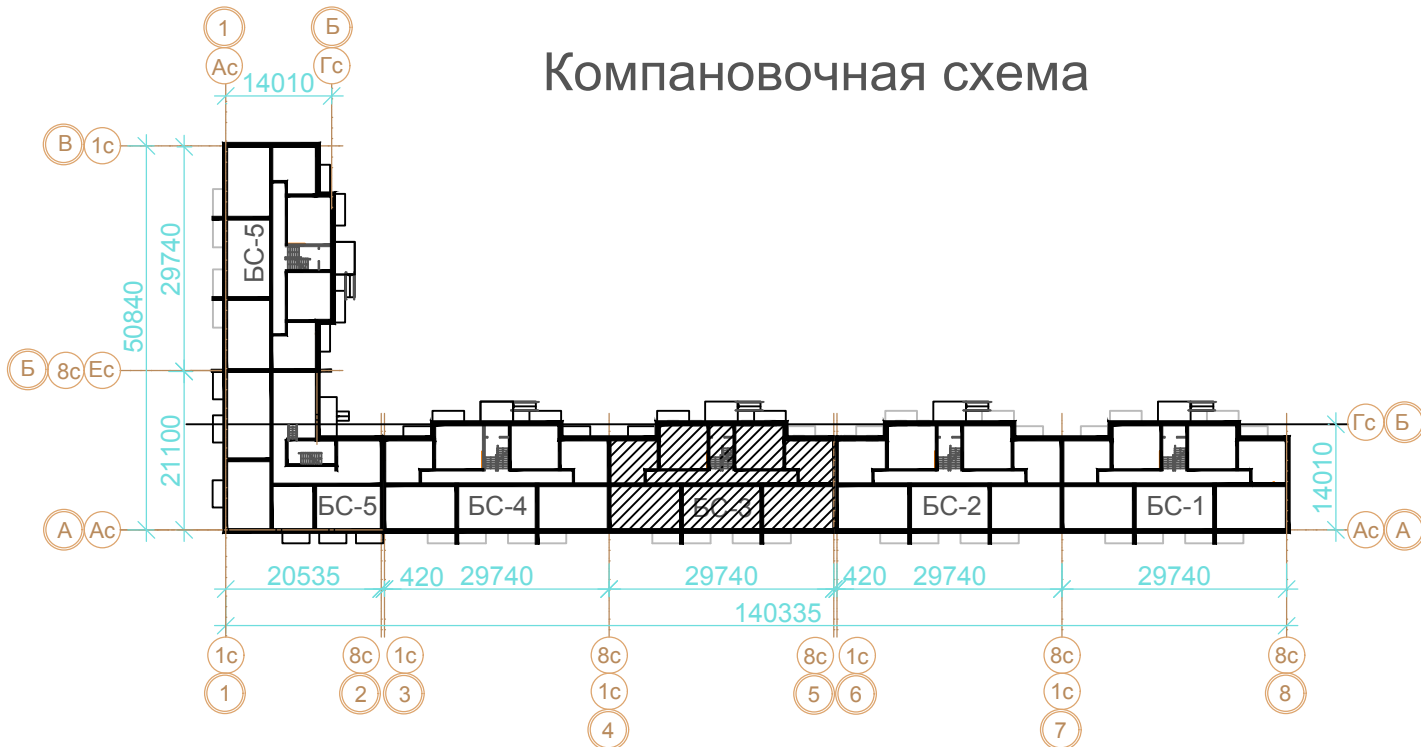 1 Б
Ас Гс
14010
Компановочная схема
В 1с
БС-5
29740
50840
Б 8с Ес
21100
Гс Б
14010
БС-5 БС-4 БС-3 БС-2 БС-1
А Ас
Ас А
20535 420 29740 29740 420 29740 29740
140335
1с 8с 1с 8с 8с 1с 8с 8с
1 2 3 1с 5 6 1с 8
4 7